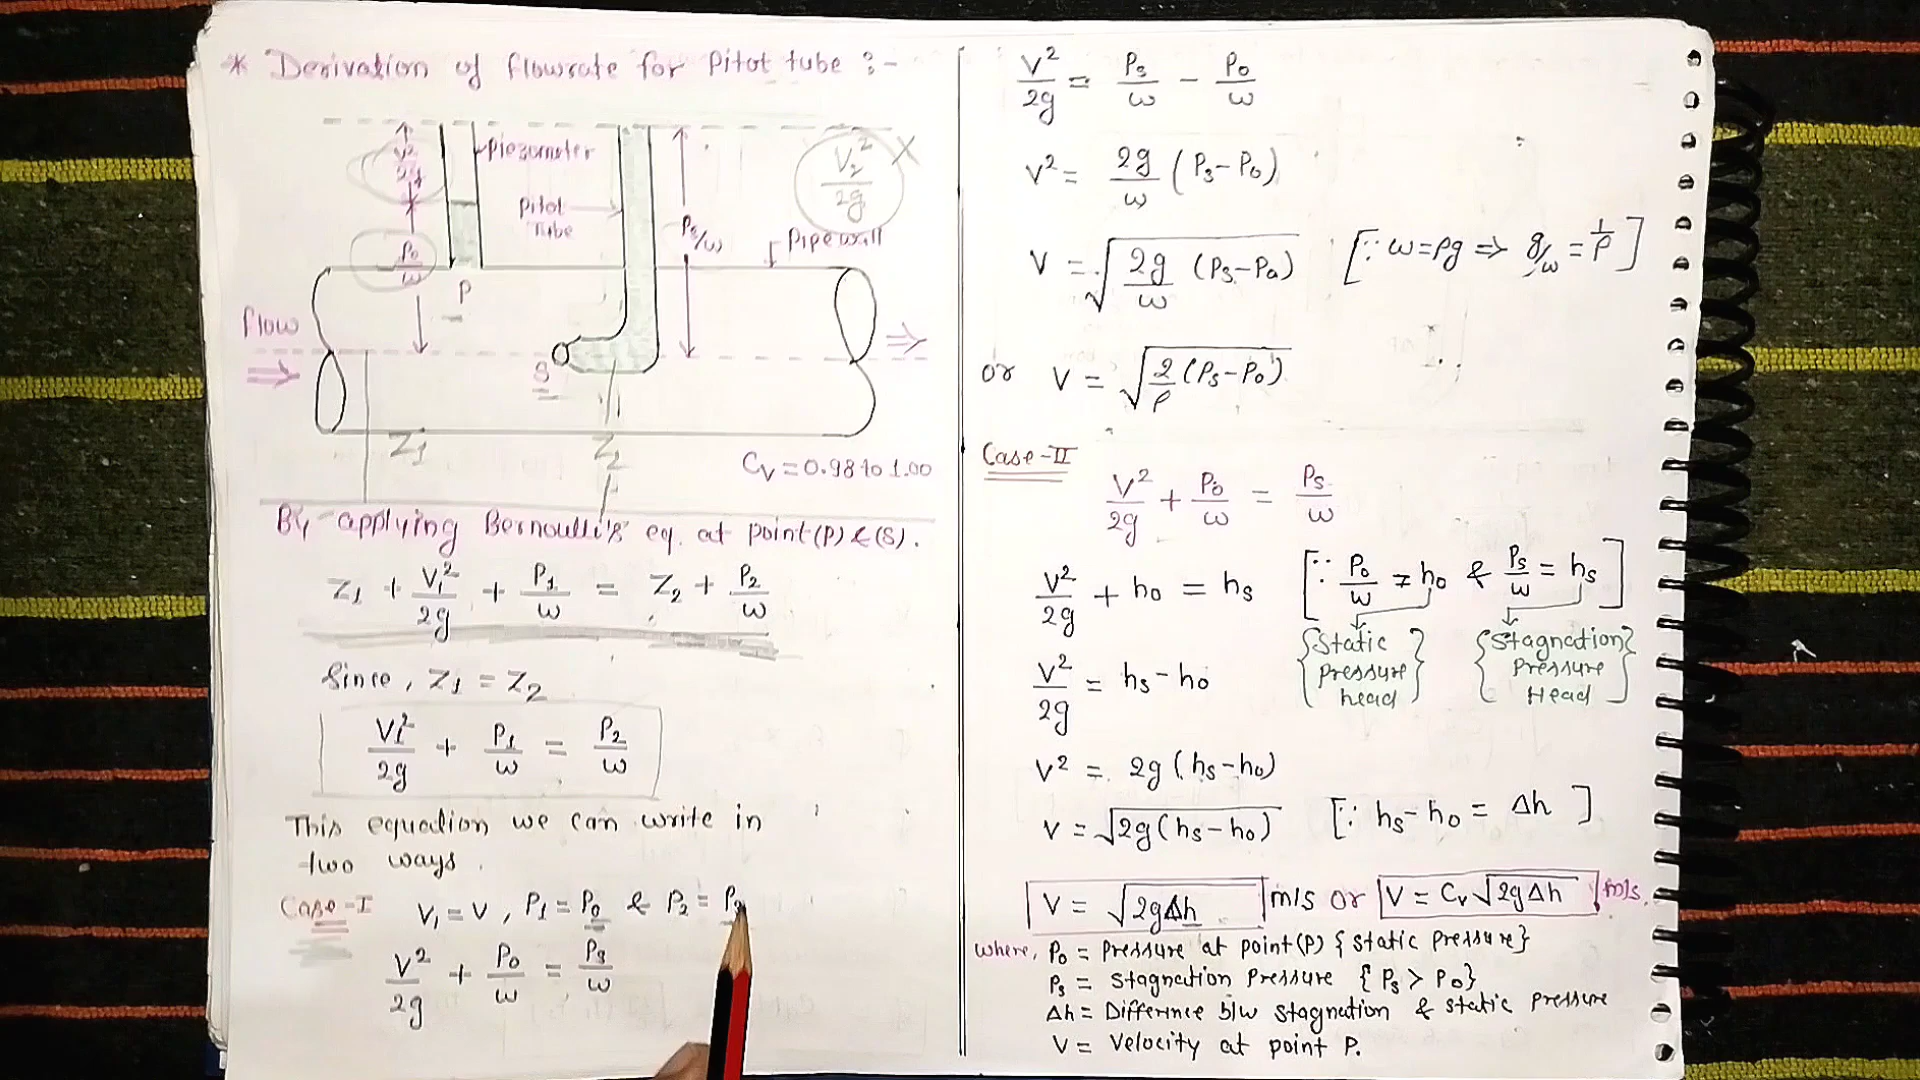 * Derivation of flowrate for Pitot tube :-
V²/2g
Piezometer
Pitot Tube
Ps/ω
V₂²/2g X
Pipe wall
Po/ω
P
flow
S
Z1
Z2
Cv = 0.98 to 1.00
By applying Bernoulli's eq. at point (P) & (S).
Z1 + V1²/2g + P1/ω = Z2 + P2/ω
Since, Z1 = Z2
V1²/2g + P1/ω = P2/ω
This equation we can write in
two ways.
Case-I V1 = V, P1 = Po & P2 = Ps
V²/2g + Po/ω = Ps/ω
V²/2g = Ps/ω - Po/ω
V² = 2g/ω (Ps-Po)
V = √2g/ω (Ps-Po) [∵ ω=ρg ⇒ g/ω = 1/ρ]
or V = √2/ρ (Ps-Po)
Case-II
V²/2g + Po/ω = Ps/ω
V²/2g + ho = hs [∵ Po/ω = ho & Ps/ω = hs]
{Static pressure head} {Stagnation Pressure Head}
V²/2g = hs - ho
V² = 2g (hs-ho)
V = √2g(hs-ho) [∵ hs-ho = Δh]
V = √2gΔh m/s or V = Cv √2gΔh m/s.
where, Po = Pressure at point (P) {static pressure}
Ps = Stagnation Pressure {Ps > Po}
Δh = Difference b/w stagnation & static pressure
V = Velocity at point P.